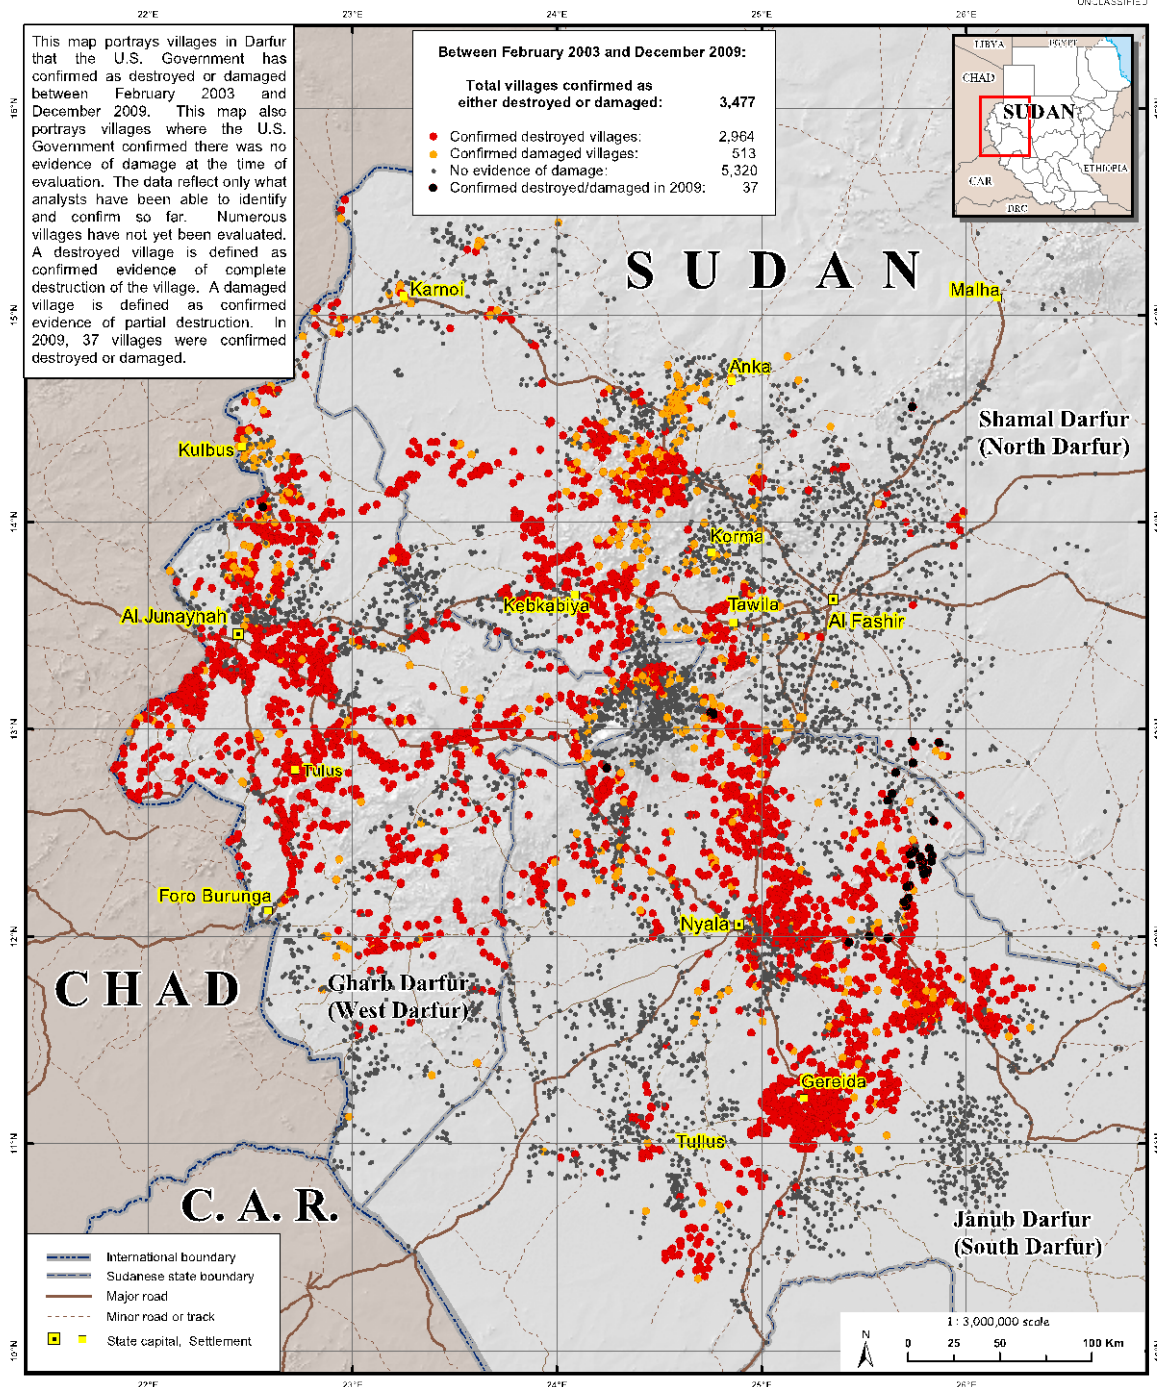 UNCLASSIFIED
22°E 23°E 24°E 25°E 26°E
This map portrays villages in Darfur
that the U.S. Government has
confirmed as destroyed or damaged
between February 2003 and
December 2009. This map also
portrays villages where the U.S.
Government confirmed there was no
evidence of damage at the time of
evaluation. The data reflect only what
analysts have been able to identify
and confirm so far. Numerous
villages have not yet been evaluated.
A destroyed village is defined as
confirmed evidence of complete
destruction of the village. A damaged
village is defined as confirmed
evidence of partial destruction. In
2009, 37 villages were confirmed
destroyed or damaged.
Between February 2003 and December 2009:
Total villages confirmed as
either destroyed or damaged: 3,477
Confirmed destroyed villages: 2,964
Confirmed damaged villages: 513
No evidence of damage: 5,320
Confirmed destroyed/damaged in 2009: 37
LIBYA
EGYPT
CHAD
SUDAN
ETHIOPIA
CAR
DRC
16°N
SUDAN
Karnoi
Malha
15°N
Anka
Shamal Darfur
(North Darfur)
Kulbus
14°N
Korma
Kebkabiya
Tawila
Al Junaynah
Al Fashir
13°N
Tulus
Foro Burunga
Nyala
12°N
CHAD
Gharb Darfur
(West Darfur)
Gereida
11°N
Tullus
C. A. R.
Janub Darfur
(South Darfur)
International boundary
Sudanese state boundary
Major road
Minor road or track
State capital, Settlement
1 : 3,000,000 scale
N
0 25 50 100 Km
10°N
22°E 23°E 24°E 25°E 26°E